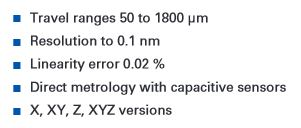 Travel ranges 50 to 1800 µm
Resolution to 0.1 nm
Linearity error 0.02 %
Direct metrology with capacitive sensors
X, XY, Z, XYZ versions